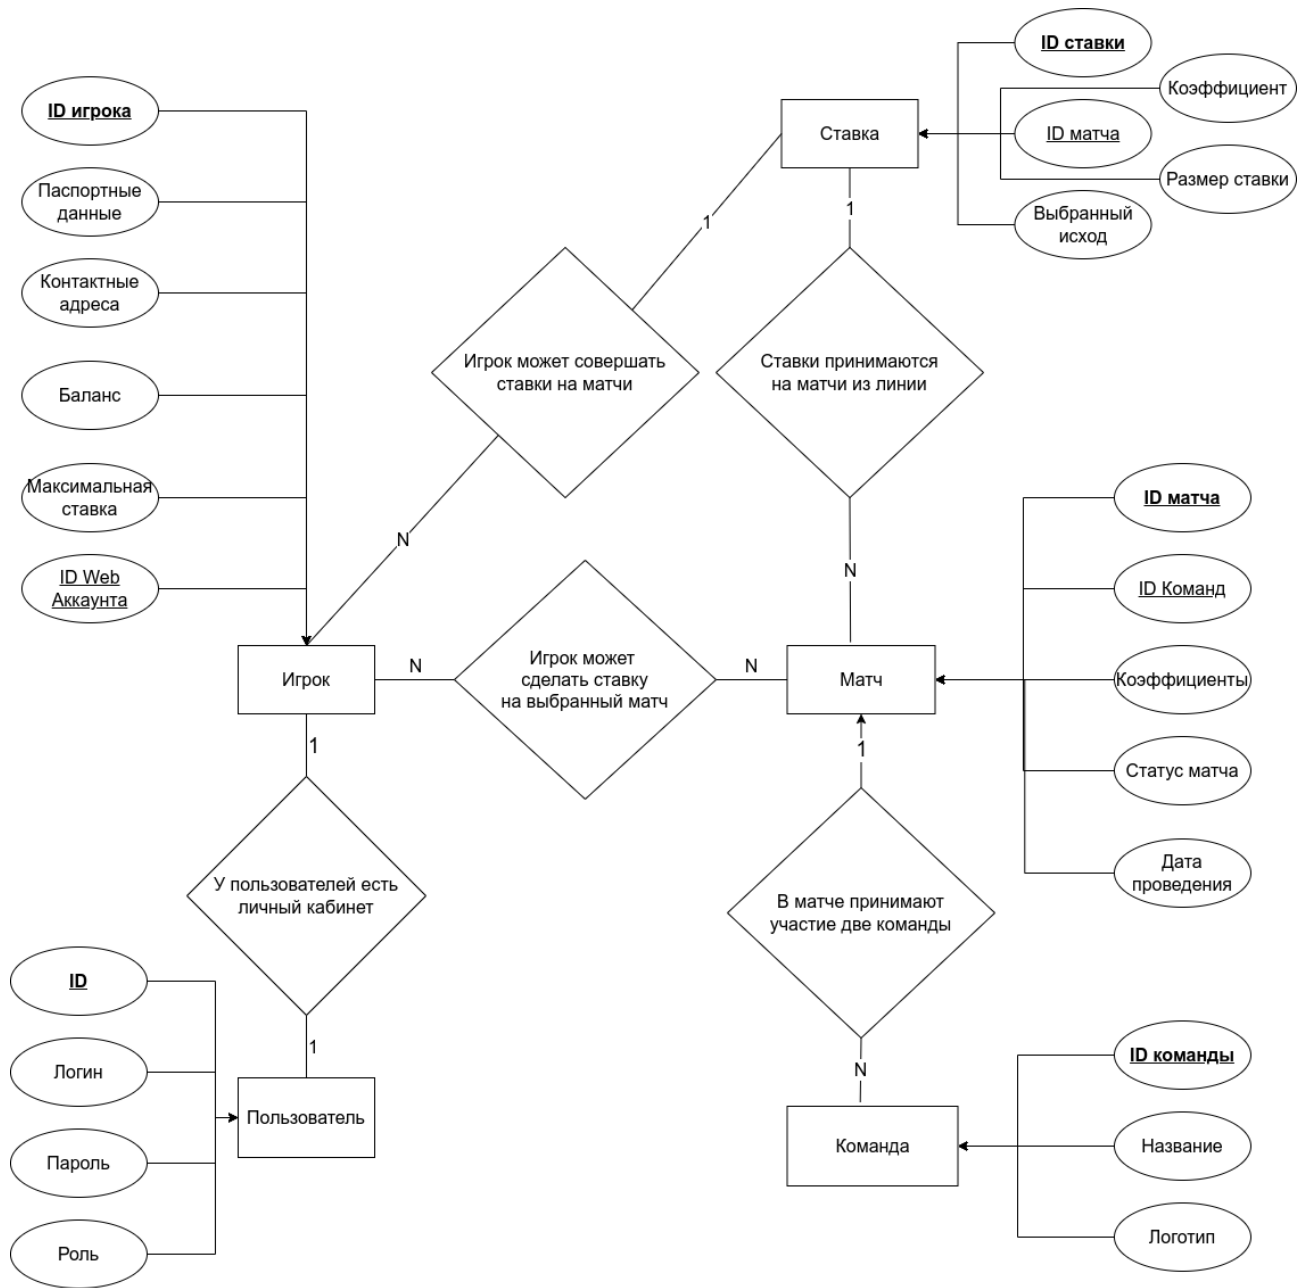 ID ставки
Коэффициент
ID игрока
Ставка
ID матча
Паспортные
данные
Размер ставки
1
1
Выбранный
исход
Контактные
адреса
Игрок может совершать
ставки на матчи
Ставки принимаются
на матчи из линии
Баланс
Максимальная
ставка
ID матча
N
N
ID Web
Аккаунта
ID Команд
Игрок
N
Игрок может
сделать ставку
на выбранный матч
N
Матч
Коэффициенты
1
1
Статус матча
У пользователей есть
личный кабинет
В матче принимают
участие две команды
Дата
проведения
ID
1
N
ID команды
Логин
Пользователь
Команда
Название
Пароль
Роль
Логотип